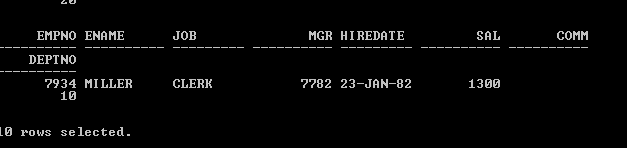 20
EMPNO ENAME JOB MGR HIREDATE SAL COMM
---------- ---------- --------- ---------- --------- ---------- ----------
DEPTNO
----------
7934 MILLER CLERK 7782 23-JAN-82 1300
10
10 rows selected.